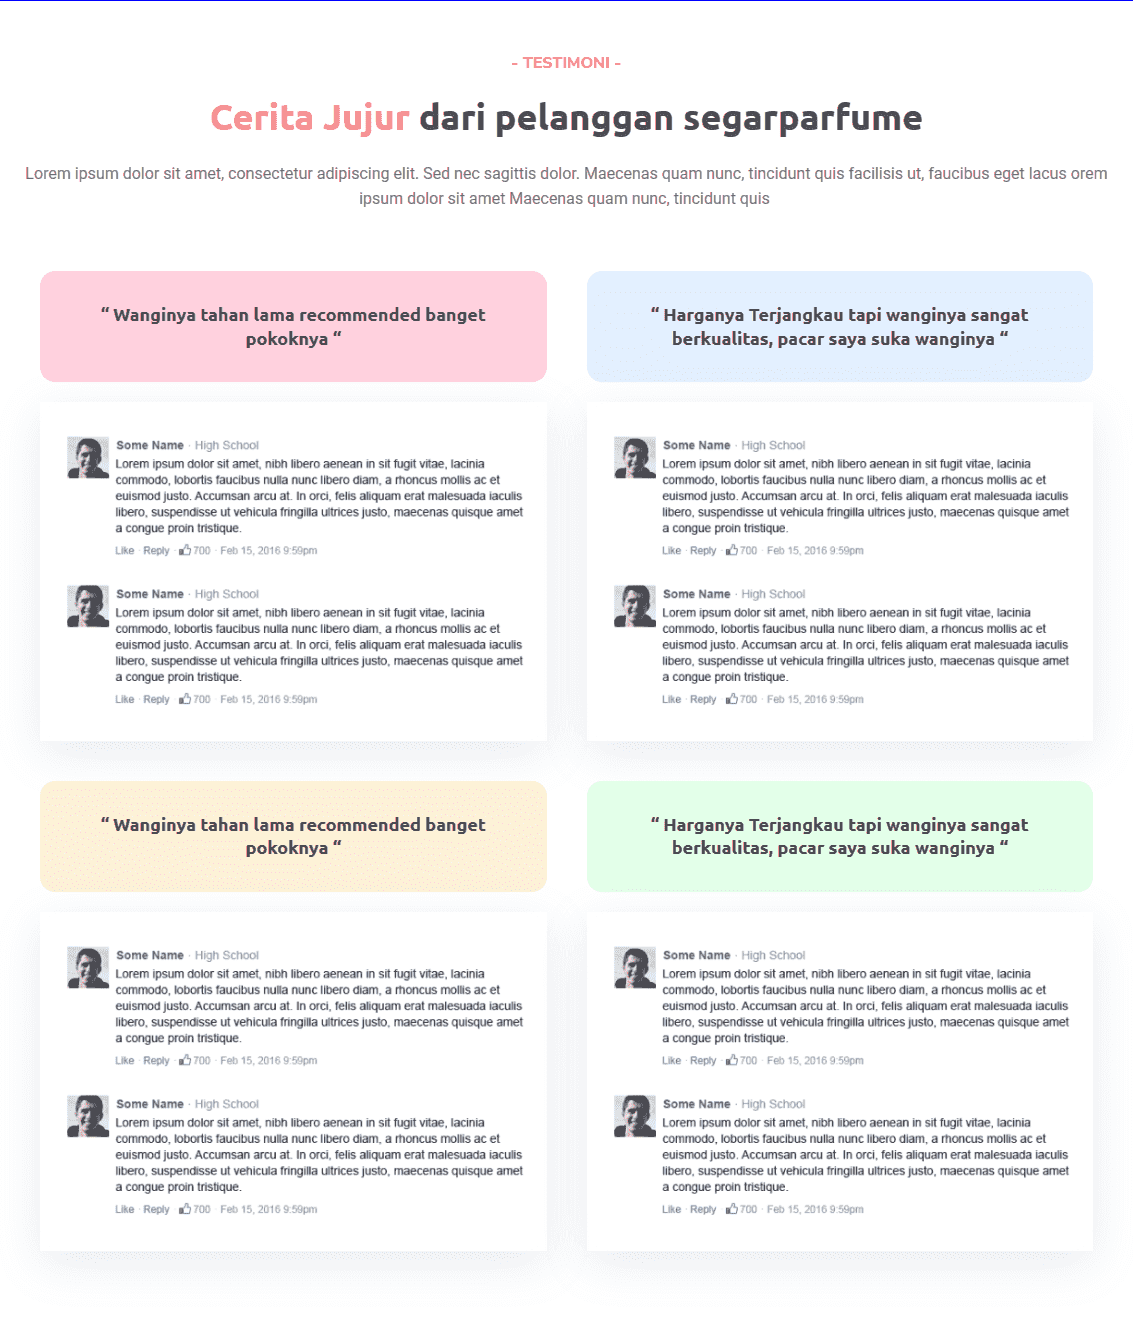 - TESTIMONI -
Cerita Jujur dari pelanggan segarparfume
Lorem ipsum dolor sit amet, consectetur adipiscing elit. Sed nec sagittis dolor. Maecenas quam nunc, tincidunt quis facilisis ut, faucibus eget lacus orem
ipsum dolor sit amet Maecenas quam nunc, tincidunt quis
“ Wanginya tahan lama recommended banget
pokoknya “
“ Harganya Terjangkau tapi wanginya sangat
berkualitas, pacar saya suka wanginya “
Some Name · High School
Lorem ipsum dolor sit amet, nibh libero aenean in sit fugit vitae, lacinia
commodo, lobortis faucibus nulla nunc libero diam, a rhoncus mollis ac et
euismod justo. Accumsan arcu at. In orci, felis aliquam erat malesuada iaculis
libero, suspendisse ut vehicula fringilla ultrices justo, maecenas quisque amet
a congue proin tristique.
Like · Reply · 700 · Feb 15, 2016 9:59pm
Some Name · High School
Lorem ipsum dolor sit amet, nibh libero aenean in sit fugit vitae, lacinia
commodo, lobortis faucibus nulla nunc libero diam, a rhoncus mollis ac et
euismod justo. Accumsan arcu at. In orci, felis aliquam erat malesuada iaculis
libero, suspendisse ut vehicula fringilla ultrices justo, maecenas quisque amet
a congue proin tristique.
Like · Reply · 700 · Feb 15, 2016 9:59pm
Some Name · High School
Lorem ipsum dolor sit amet, nibh libero aenean in sit fugit vitae, lacinia
commodo, lobortis faucibus nulla nunc libero diam, a rhoncus mollis ac et
euismod justo. Accumsan arcu at. In orci, felis aliquam erat malesuada iaculis
libero, suspendisse ut vehicula fringilla ultrices justo, maecenas quisque amet
a congue proin tristique.
Like · Reply · 700 · Feb 15, 2016 9:59pm
Some Name · High School
Lorem ipsum dolor sit amet, nibh libero aenean in sit fugit vitae, lacinia
commodo, lobortis faucibus nulla nunc libero diam, a rhoncus mollis ac et
euismod justo. Accumsan arcu at. In orci, felis aliquam erat malesuada iaculis
libero, suspendisse ut vehicula fringilla ultrices justo, maecenas quisque amet
a congue proin tristique.
Like · Reply · 700 · Feb 15, 2016 9:59pm
“ Wanginya tahan lama recommended banget
pokoknya “
“ Harganya Terjangkau tapi wanginya sangat
berkualitas, pacar saya suka wanginya “
Some Name · High School
Lorem ipsum dolor sit amet, nibh libero aenean in sit fugit vitae, lacinia
commodo, lobortis faucibus nulla nunc libero diam, a rhoncus mollis ac et
euismod justo. Accumsan arcu at. In orci, felis aliquam erat malesuada iaculis
libero, suspendisse ut vehicula fringilla ultrices justo, maecenas quisque amet
a congue proin tristique.
Like · Reply · 700 · Feb 15, 2016 9:59pm
Some Name · High School
Lorem ipsum dolor sit amet, nibh libero aenean in sit fugit vitae, lacinia
commodo, lobortis faucibus nulla nunc libero diam, a rhoncus mollis ac et
euismod justo. Accumsan arcu at. In orci, felis aliquam erat malesuada iaculis
libero, suspendisse ut vehicula fringilla ultrices justo, maecenas quisque amet
a congue proin tristique.
Like · Reply · 700 · Feb 15, 2016 9:59pm
Some Name · High School
Lorem ipsum dolor sit amet, nibh libero aenean in sit fugit vitae, lacinia
commodo, lobortis faucibus nulla nunc libero diam, a rhoncus mollis ac et
euismod justo. Accumsan arcu at. In orci, felis aliquam erat malesuada iaculis
libero, suspendisse ut vehicula fringilla ultrices justo, maecenas quisque amet
a congue proin tristique.
Like · Reply · 700 · Feb 15, 2016 9:59pm
Some Name · High School
Lorem ipsum dolor sit amet, nibh libero aenean in sit fugit vitae, lacinia
commodo, lobortis faucibus nulla nunc libero diam, a rhoncus mollis ac et
euismod justo. Accumsan arcu at. In orci, felis aliquam erat malesuada iaculis
libero, suspendisse ut vehicula fringilla ultrices justo, maecenas quisque amet
a congue proin tristique.
Like · Reply · 700 · Feb 15, 2016 9:59pm